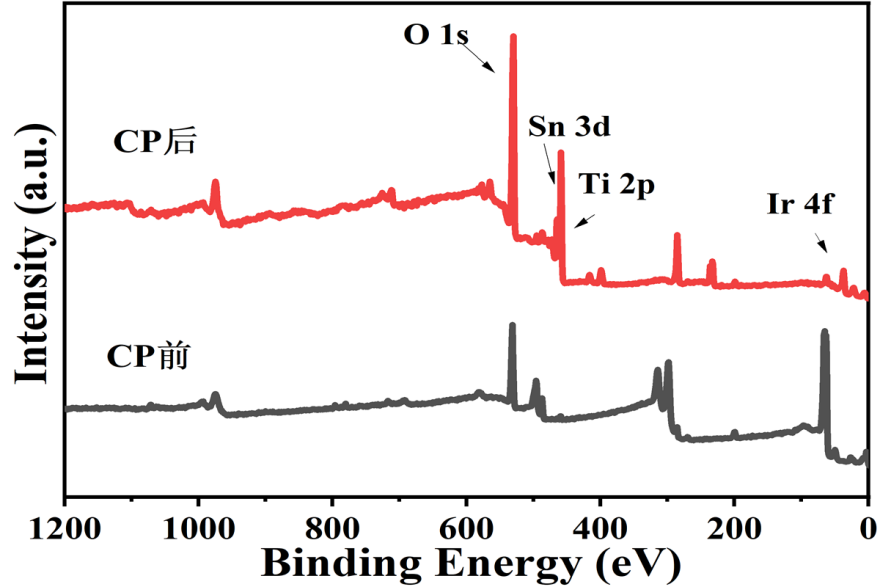 O 1s
Sn 3d
CP后
Ti 2p
Ir 4f
CP前
Intensity (a.u.)
1200 1000 800 600 400 200 0
Binding Energy (eV)